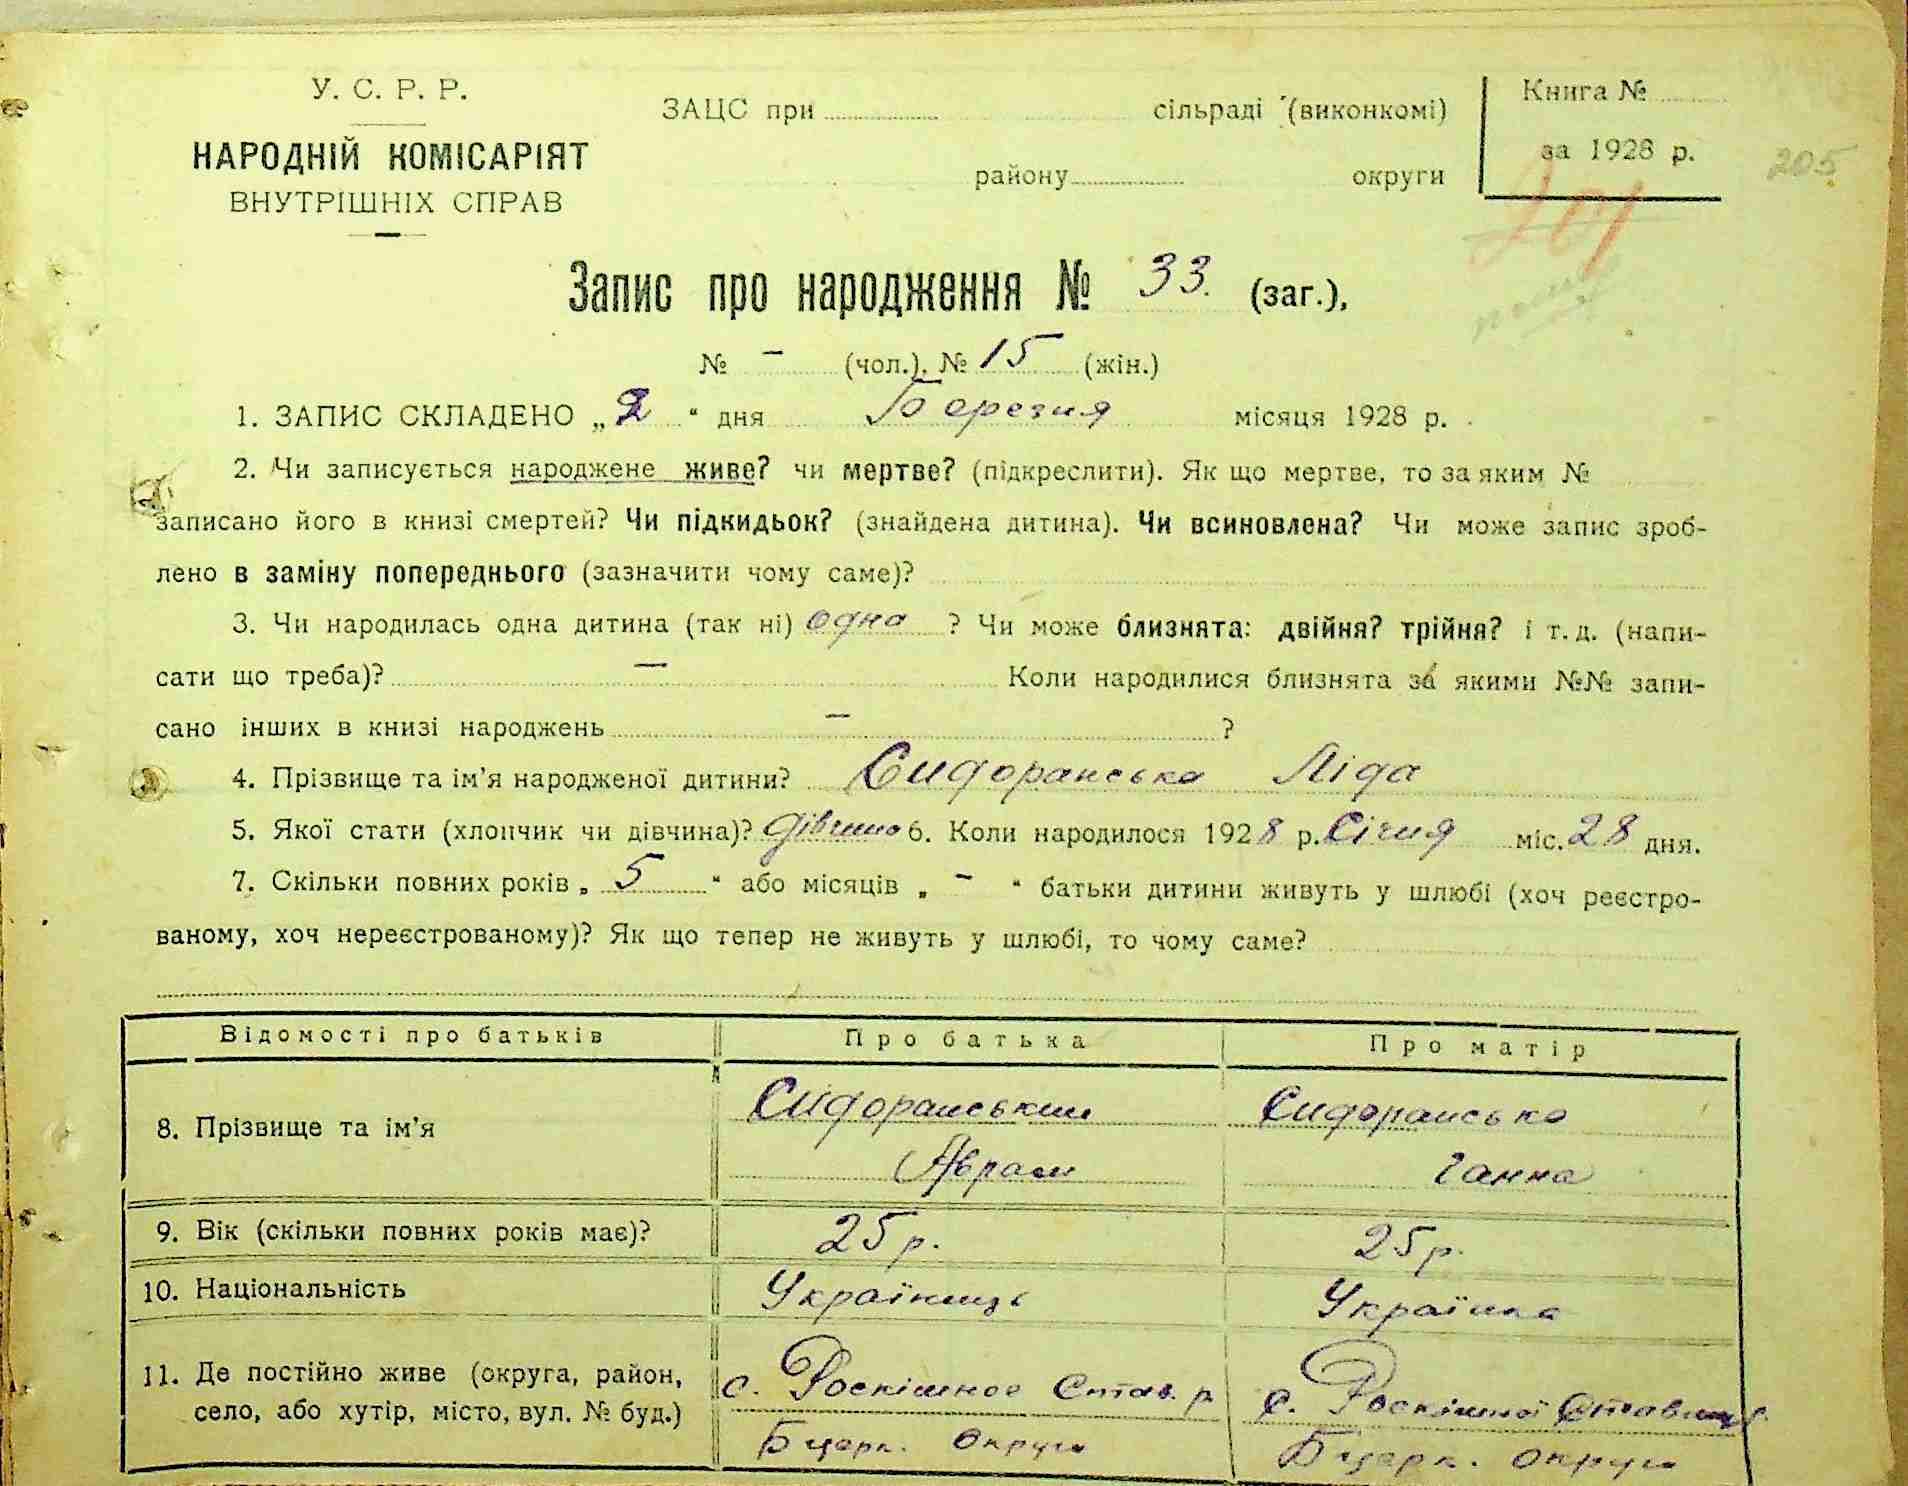 У. С. Р. Р.
НАРОДНІЙ КОМІСАРІЯТ
ВНУТРІШНІХ СПРАВ
ЗАЦС при сільраді (виконкомі)
району округи
Книга №
за 1928 р.
205
201
Запис про народження № 33. (заг.),
№ — (чол.), № 15 (жін.)
1. ЗАПИС СКЛАДЕНО „2“ дня Березня місяця 1928 р.
2. Чи записується народжене живе? чи мертве? (підкреслити). Як що мертве, то за яким №
записано його в книзі смертей? Чи підкидьок? (знайдена дитина). Чи всиновлена? Чи може запис зроб-
лено в заміну попереднього (зазначити чому саме)?
3. Чи народилась одна дитина (так ні) одна ? Чи може близнята: двійня? трійня? і т. д. (напи-
сати що треба)? — Коли народилися близнята за якими №№ запи-
сано інших в книзі народжень — ?
4. Прізвище та ім'я народженої дитини? Сидоранська Ліда
5. Якої стати (хлопчик чи дівчина)? дівчина 6. Коли народилося 1928 р. Січня міс. 28 дня.
7. Скільки повних років „ 5 “ або місяців „ — “ батьки дитини живуть у шлюбі (хоч реєстро-
ваному, хоч нереєстрованому)? Як що тепер не живуть у шлюбі, то чому саме?
Відомості про батьків Про батька Про матір
8. Прізвище та ім'я Сидоранський Сидоранська
Аврам Ганна
9. Вік (скільки повних років має)? 25 р. 25 р.
10. Національність Українець Українка
11. Де постійно живе (округа, район, с. Роскішное Став. р. с. Роскішної Ставищ. р.
село, або хутір, місто, вул. № буд.) Бцерк. Округи Бцерк. округи